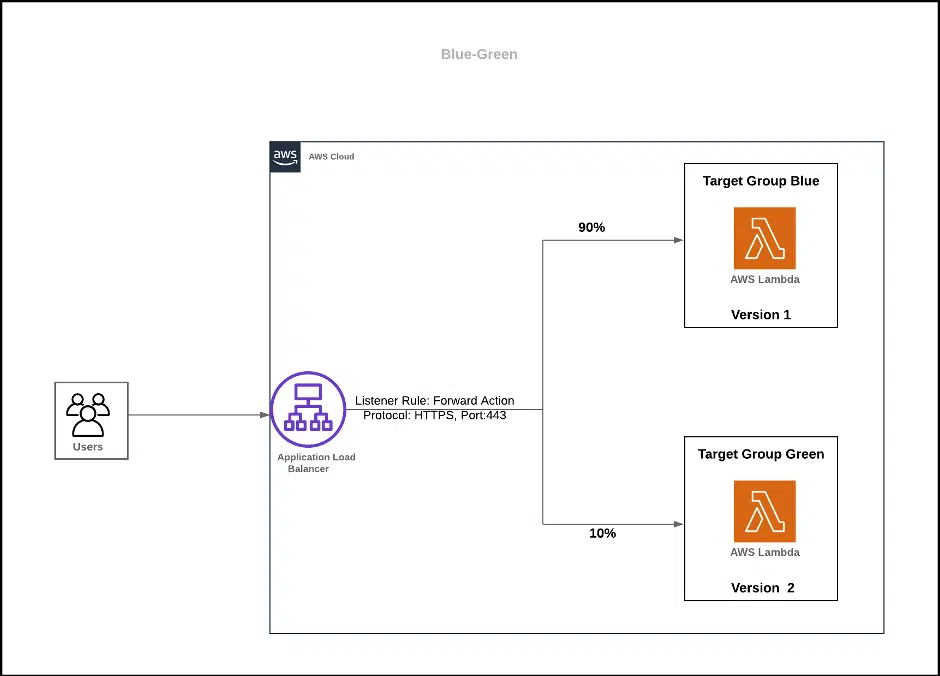 Blue-Green
aws
AWS Cloud
Target Group Blue
90%
AWS Lambda
Version 1
Listener Rule: Forward Action
Protocol: HTTPS, Port:443
Users
Application Load
Balancer
Target Group Green
10%
AWS Lambda
Version 2